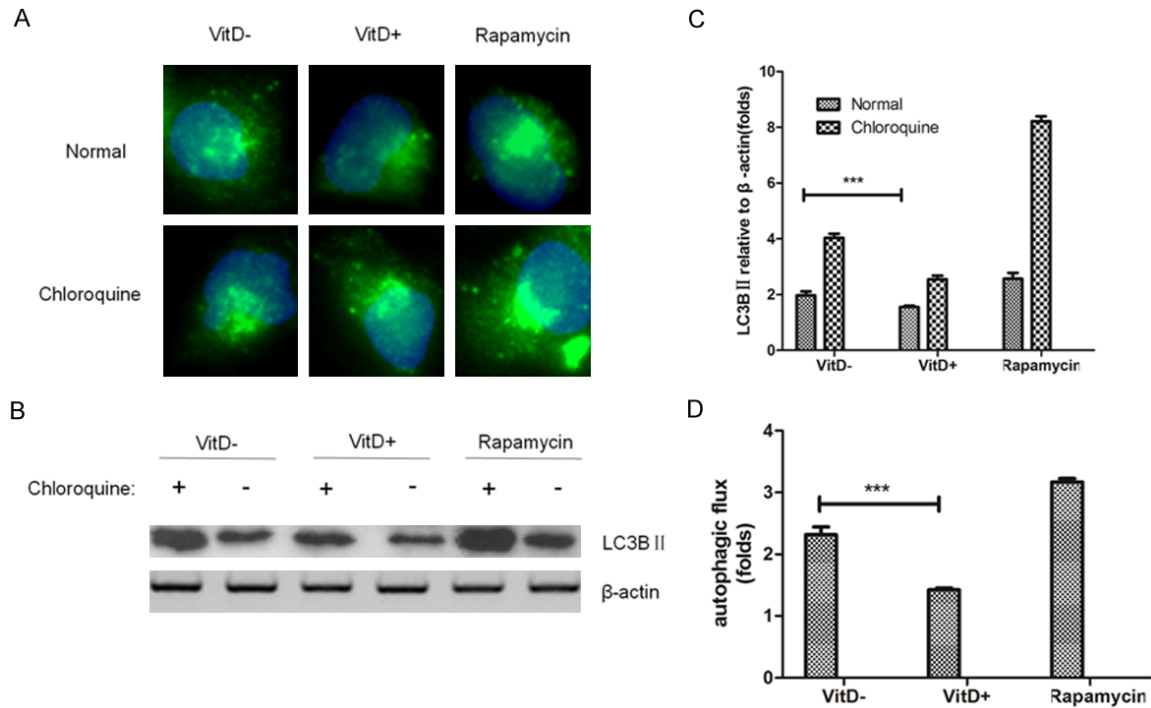 A
VitD- VitD+ Rapamycin
Normal
Chloroquine
B
VitD- VitD+ Rapamycin
Chloroquine: + - + - + -
LC3B Ⅱ
β-actin
C
LC3B Ⅱ relative to β -actin(folds)
10
8
6
4
2
0
Normal
Chloroquine
***
VitD- VitD+ Rapamycin
D
autophagic flux
(folds)
4
3
2
1
0
***
VitD- VitD+ Rapamycin